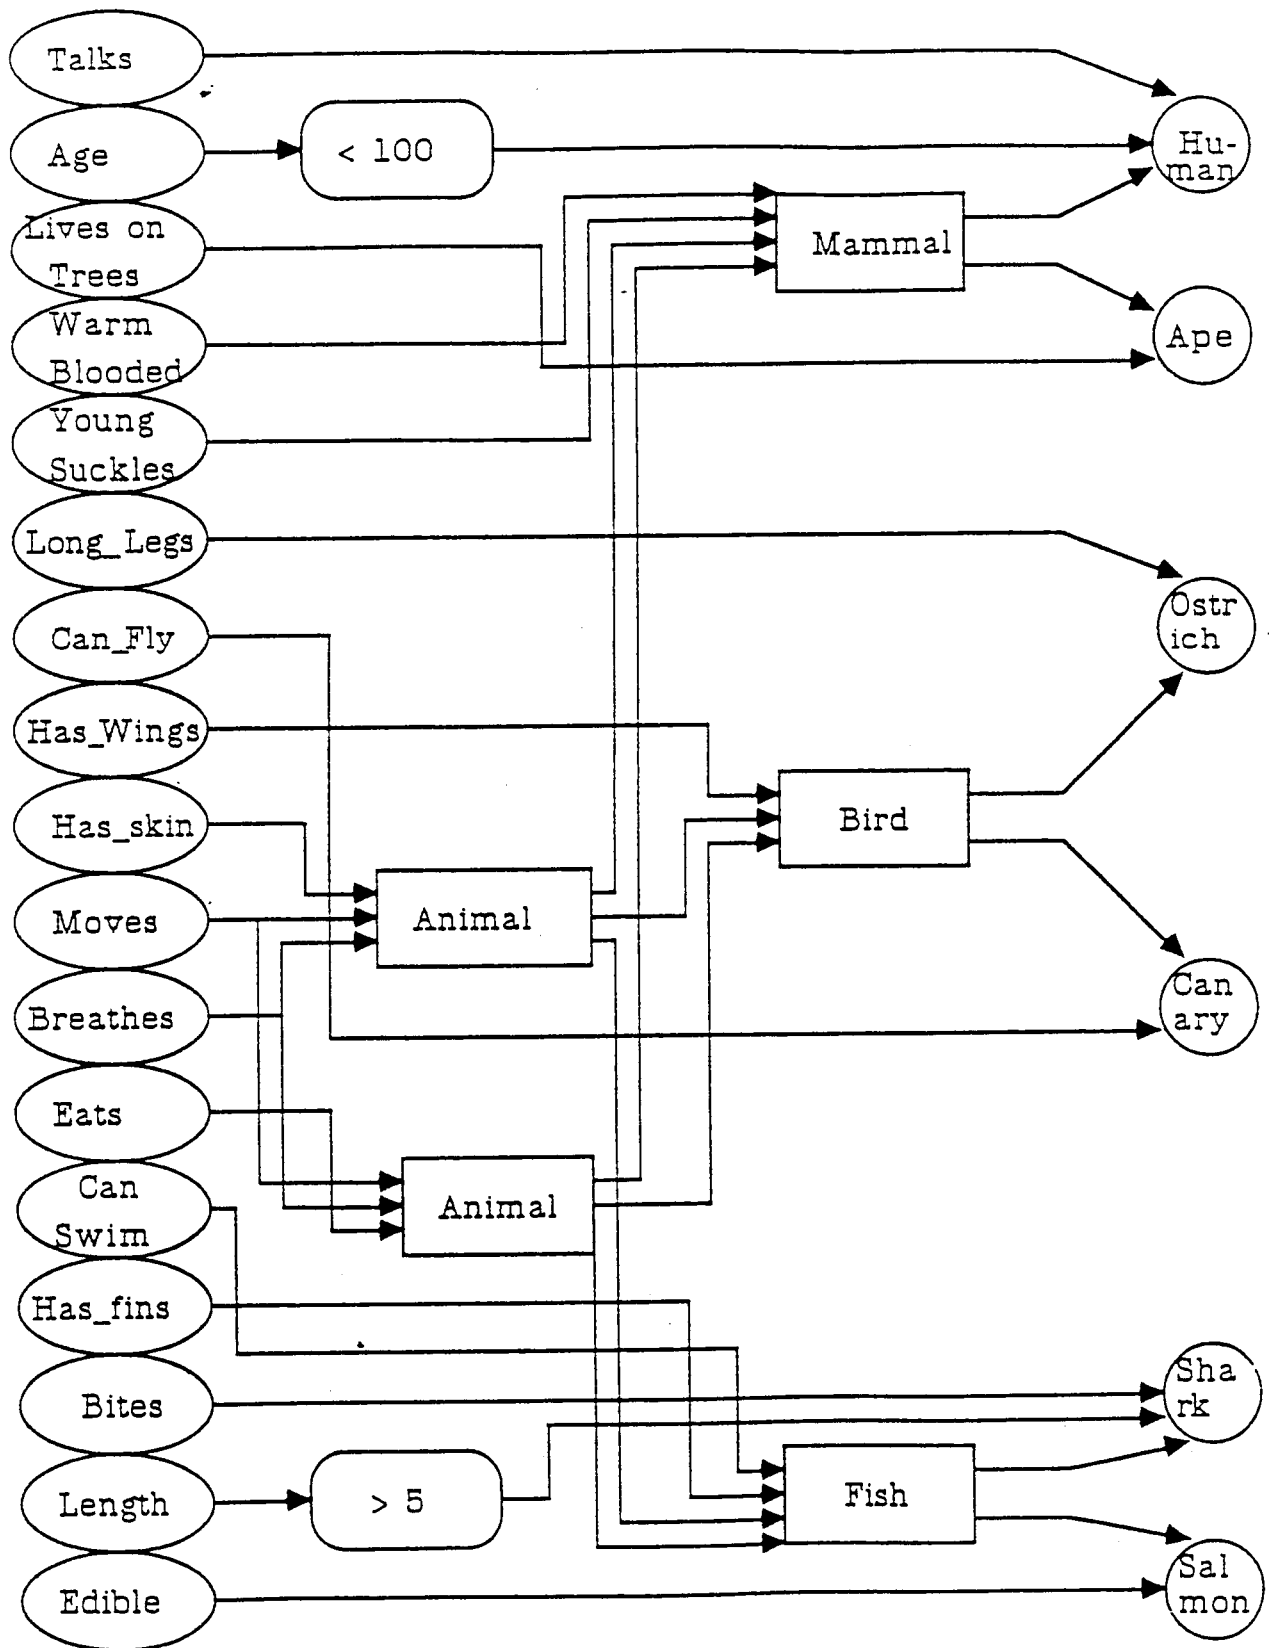 Talks
Age
< 100
Hu-
man
Lives on
Trees
Mammal
Warm
Blooded
Ape
Young
Suckles
Long_Legs
Ostr
ich
Can_Fly
Has_Wings
Bird
Has_skin
Moves
Animal
Can
ary
Breathes
Eats
Can
Swim
Animal
Has_fins
Sha
rk
Bites
Length
> 5
Fish
Edible
Sal
mon